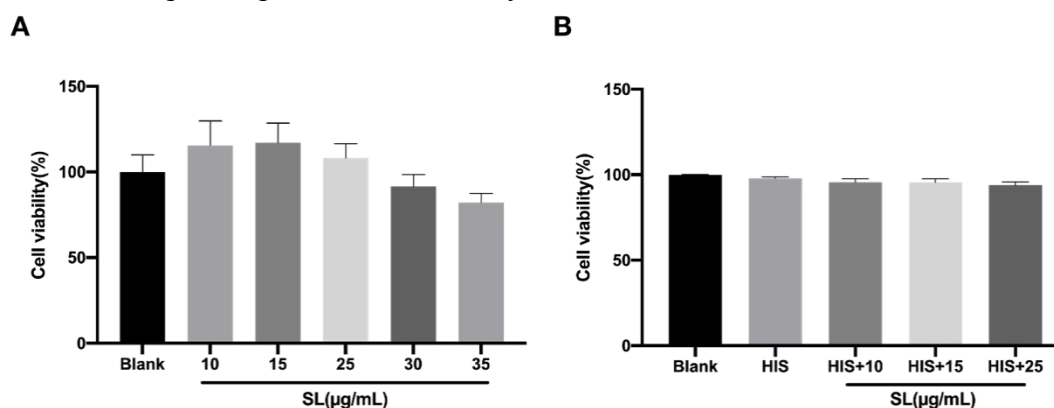 A
B
150
100
50
0
Cell viability(%)
Blank 10 15 25 30 35
SL(μg/mL)
150
100
50
0
Cell viability(%)
Blank HIS HIS+10 HIS+15 HIS+25
SL(μg/mL)